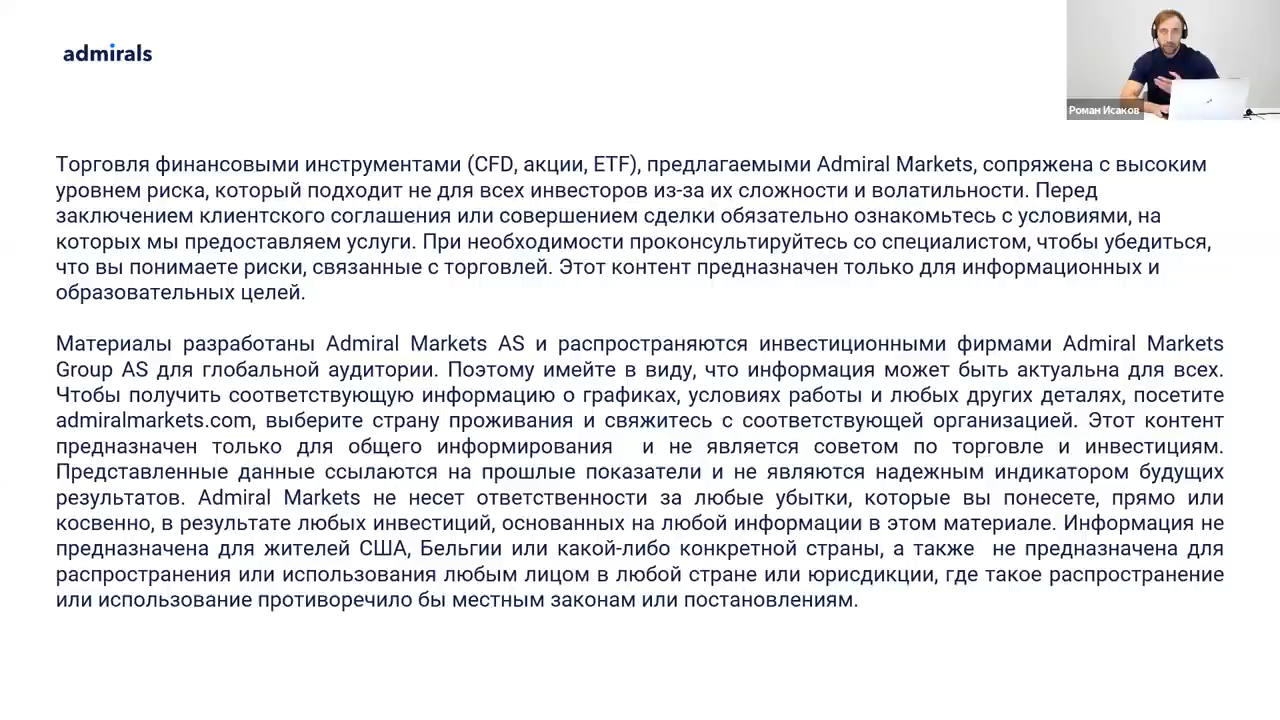 admirals
Роман Исаков
Торговля финансовыми инструментами (CFD, акции, ETF), предлагаемыми Admiral Markets, сопряжена с высоким
уровнем риска, который подходит не для всех инвесторов из-за их сложности и волатильности. Перед
заключением клиентского соглашения или совершением сделки обязательно ознакомьтесь с условиями, на
которых мы предоставляем услуги. При необходимости проконсультируйтесь со специалистом, чтобы убедиться,
что вы понимаете риски, связанные с торговлей. Этот контент предназначен только для информационных и
образовательных целей.
Материалы разработаны Admiral Markets AS и распространяются инвестиционными фирмами Admiral Markets
Group AS для глобальной аудитории. Поэтому имейте в виду, что информация может быть актуальна для всех.
Чтобы получить соответствующую информацию о графиках, условиях работы и любых других деталях, посетите
admiralmarkets.com, выберите страну проживания и свяжитесь с соответствующей организацией. Этот контент
предназначен только для общего информирования и не является советом по торговле и инвестициям.
Представленные данные ссылаются на прошлые показатели и не являются надежным индикатором будущих
результатов. Admiral Markets не несет ответственности за любые убытки, которые вы понесете, прямо или
косвенно, в результате любых инвестиций, основанных на любой информации в этом материале. Информация не
предназначена для жителей США, Бельгии или какой-либо конкретной страны, а также не предназначена для
распространения или использования любым лицом в любой стране или юрисдикции, где такое распространение
или использование противоречило бы местным законам или постановлениям.